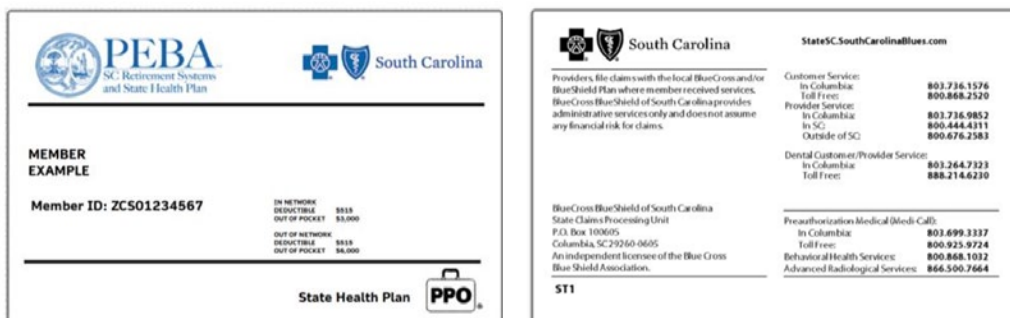 PEBA
SC Retirement Systems
and State Health Plan
South Carolina
MEMBER
EXAMPLE
Member ID: ZCS01234567
IN NETWORK
DEDUCTIBLE $515
OUT OF POCKET $3,000
OUT OF NETWORK
DEDUCTIBLE $515
OUT OF POCKET $6,000
State Health Plan PPO
South Carolina
StateSC.SouthCarolinaBlues.com
Providers, file claims with the local BlueCross and/or
BlueShield Plan where member received services.
BlueCross BlueShield of South Carolina provides
administrative services only and does not assume
any financial risk for claims.
Customer Service:
In Columbia: 803.736.1576
Toll Free: 800.868.2520
Provider Service:
In Columbia: 803.736.9852
In SC: 800.444.4311
Outside of SC: 800.676.2583
Dental Customer/Provider Service:
In Columbia: 803.264.7323
Toll Free: 888.214.6230
BlueCross BlueShield of South Carolina
State Claims Processing Unit
P.O. Box 100605
Columbia, SC 29260-0605
An independent licensee of the Blue Cross
Blue Shield Association.
Preauthorization Medical (Medi-Call):
In Columbia: 803.699.3337
Toll Free: 800.925.9724
Behavioral Health Services: 800.868.1032
Advanced Radiological Services: 866.500.7664
ST1